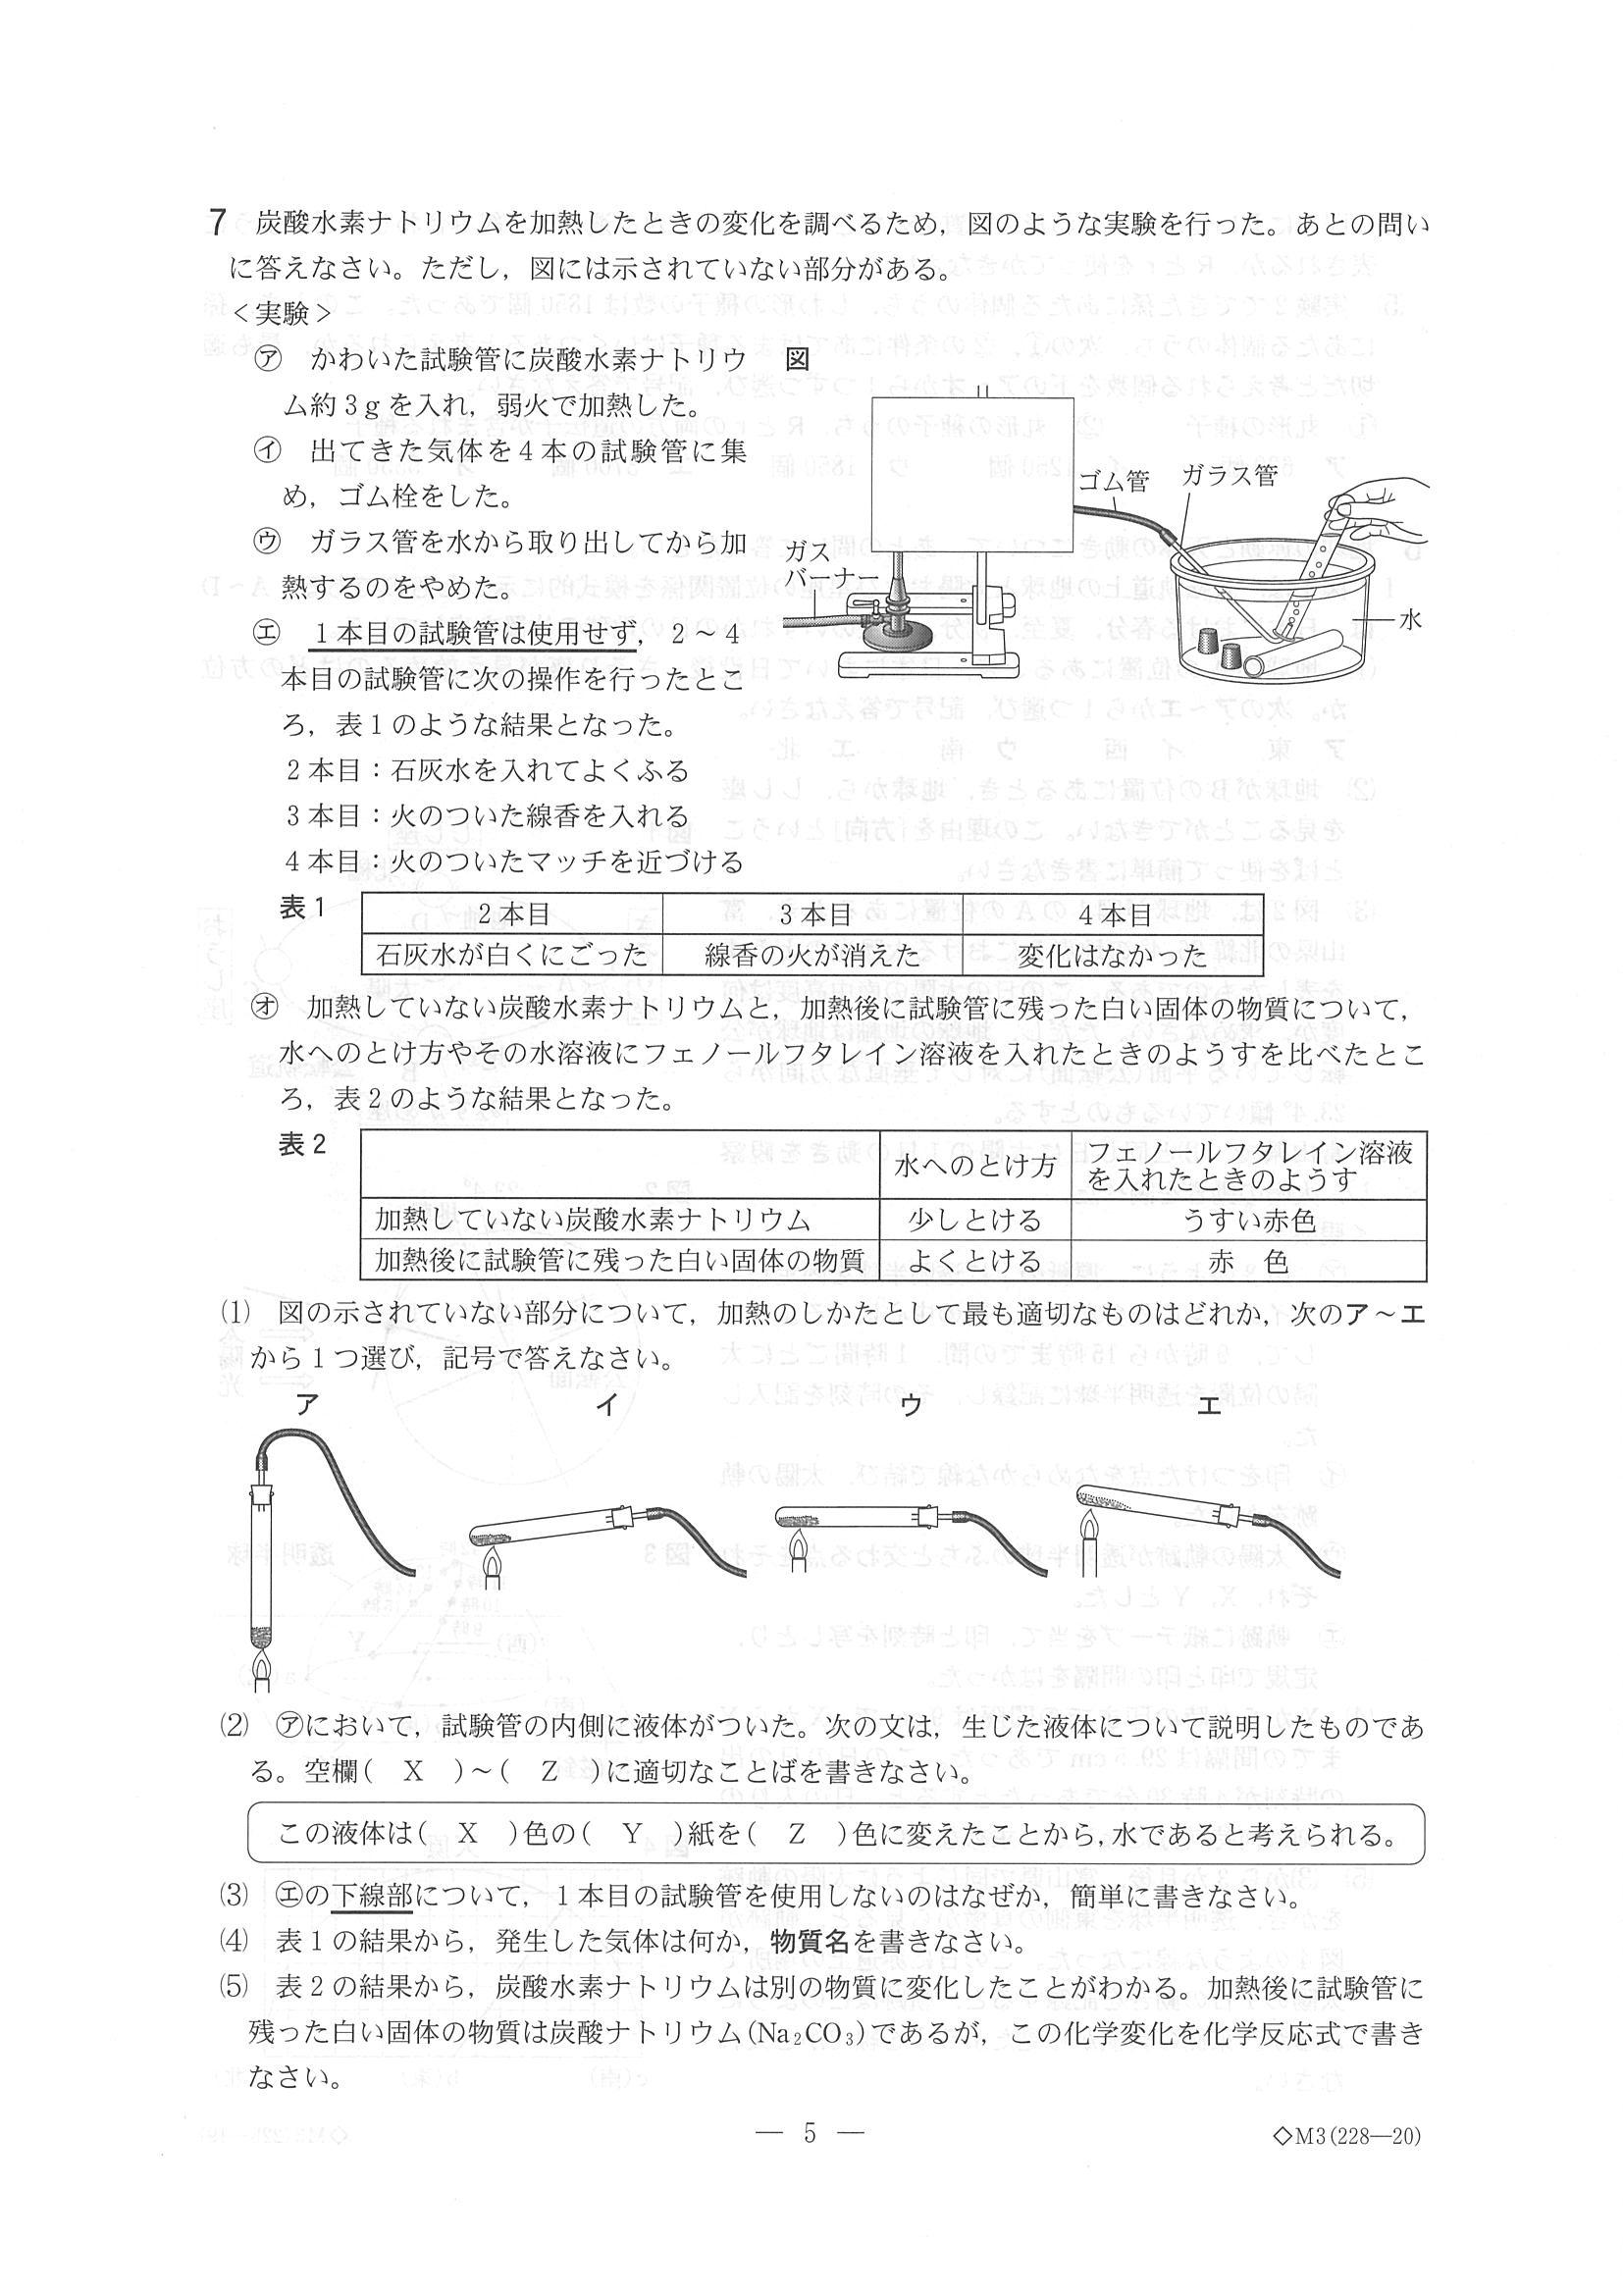 7 炭酸水素ナトリウムを加熱したときの変化を調べるため，図のような実験を行った。あとの問い
に答えなさい。ただし，図には示されていない部分がある。
＜実験＞
㋐ かわいた試験管に炭酸水素ナトリウ
ム約3gを入れ，弱火で加熱した。
㋑ 出てきた気体を4本の試験管に集
め，ゴム栓をした。
㋒ ガラス管を水から取り出してから加
熱するのをやめた。
㋓ 1本目の試験管は使用せず，2～4
本目の試験管に次の操作を行ったとこ
ろ，表1のような結果となった。
2本目：石灰水を入れてよくふる
3本目：火のついた線香を入れる
4本目：火のついたマッチを近づける
図
ゴム管
ガラス管
ガス
バーナー
水
表1
2本目 3本目 4本目
石灰水が白くにごった 線香の火が消えた 変化はなかった
㋔ 加熱していない炭酸水素ナトリウムと，加熱後に試験管に残った白い固体の物質について，
水へのとけ方やその水溶液にフェノールフタレイン溶液を入れたときのようすを比べたとこ
ろ，表2のような結果となった。
表2
水へのとけ方 フェノールフタレイン溶液
を入れたときのようす
加熱していない炭酸水素ナトリウム 少しとける うすい赤色
加熱後に試験管に残った白い固体の物質 よくとける 赤 色
(1) 図の示されていない部分について，加熱のしかたとして最も適切なものはどれか，次のア～エ
から1つ選び，記号で答えなさい。
ア イ ウ エ
(2) ㋐において，試験管の内側に液体がついた。次の文は，生じた液体について説明したものであ
る。空欄( X )～( Z )に適切なことばを書きなさい。
この液体は( X )色の( Y )紙を( Z )色に変えたことから，水であると考えられる。
(3) ㋓の下線部について，1本目の試験管を使用しないのはなぜか，簡単に書きなさい。
(4) 表1の結果から，発生した気体は何か，物質名を書きなさい。
(5) 表2の結果から，炭酸水素ナトリウムは別の物質に変化したことがわかる。加熱後に試験管に
残った白い固体の物質は炭酸ナトリウム(Na₂CO₃)であるが，この化学変化を化学反応式で書き
なさい。
― 5 ―
◇M3(228―20)